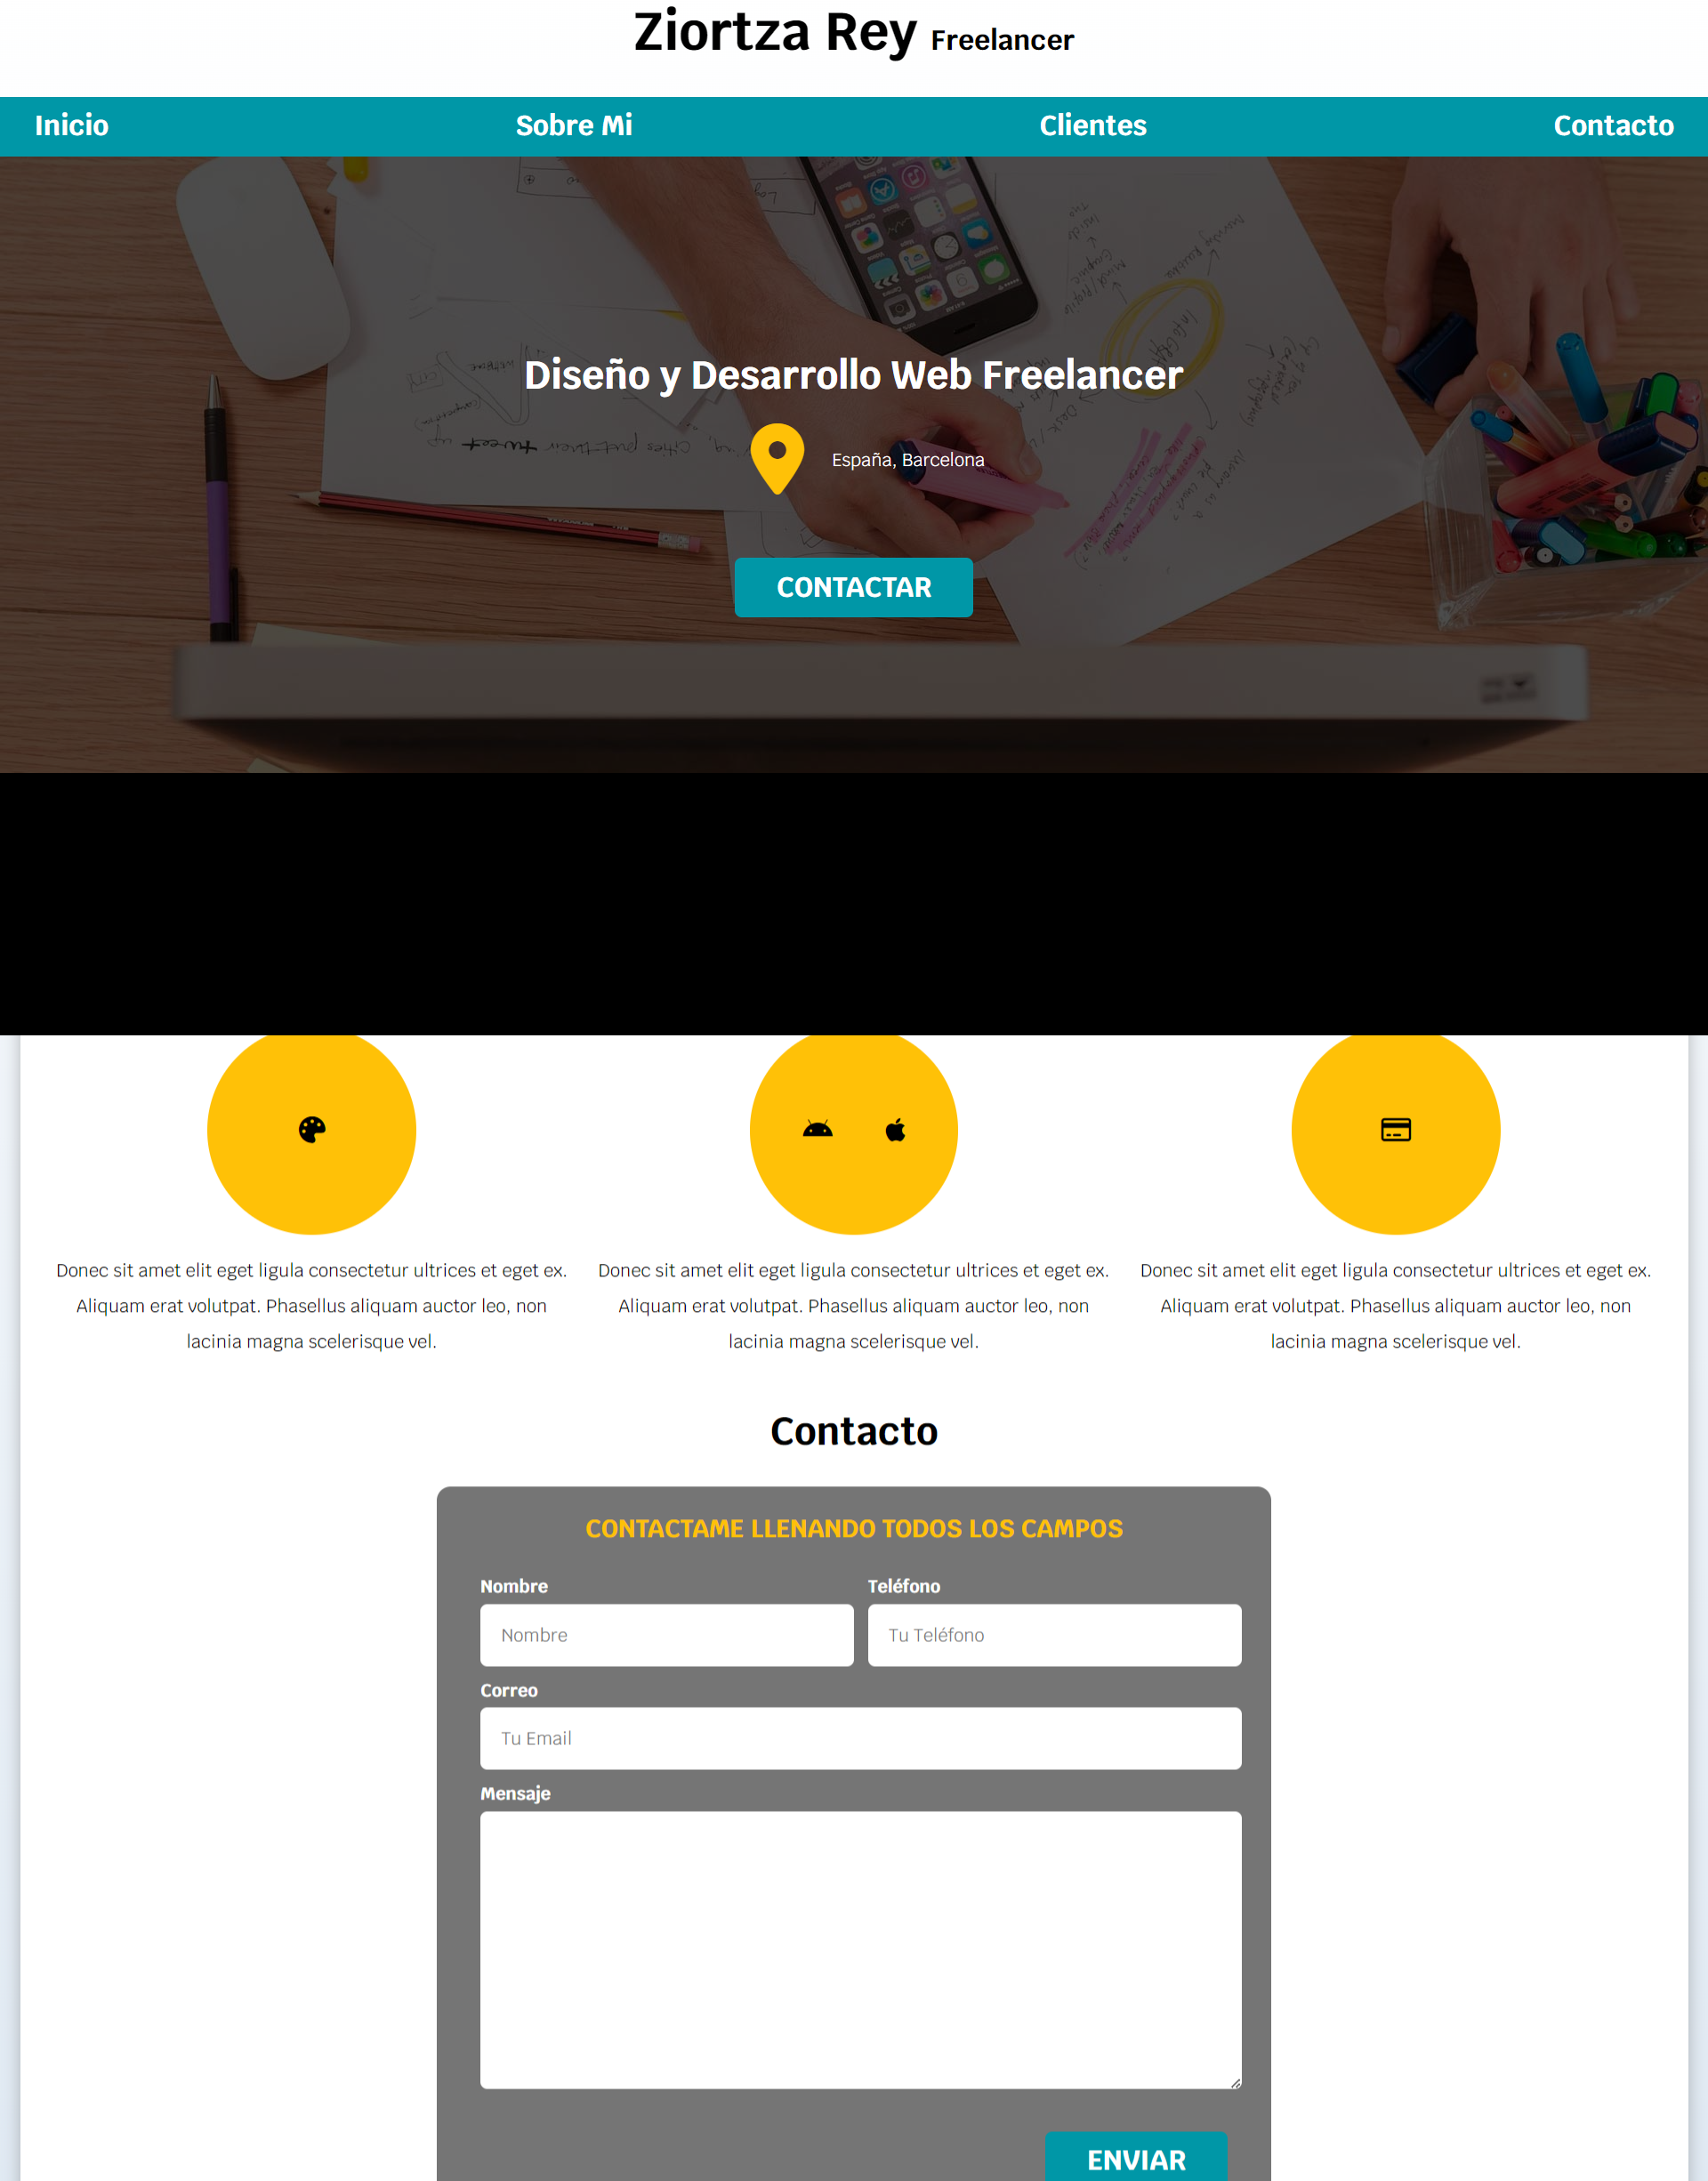 Ziortza Rey Freelancer
Inicio Sobre Mi Clientes Contacto
Diseño y Desarrollo Web Freelancer
España, Barcelona
CONTACTAR
Donec sit amet elit eget ligula consectetur ultrices et eget ex.
Aliquam erat volutpat. Phasellus aliquam auctor leo, non
lacinia magna scelerisque vel.
Donec sit amet elit eget ligula consectetur ultrices et eget ex.
Aliquam erat volutpat. Phasellus aliquam auctor leo, non
lacinia magna scelerisque vel.
Donec sit amet elit eget ligula consectetur ultrices et eget ex.
Aliquam erat volutpat. Phasellus aliquam auctor leo, non
lacinia magna scelerisque vel.
Contacto
CONTACTAME LLENANDO TODOS LOS CAMPOS
Nombre Teléfono
Nombre Tu Teléfono
Correo
Tu Email
Mensaje
ENVIAR